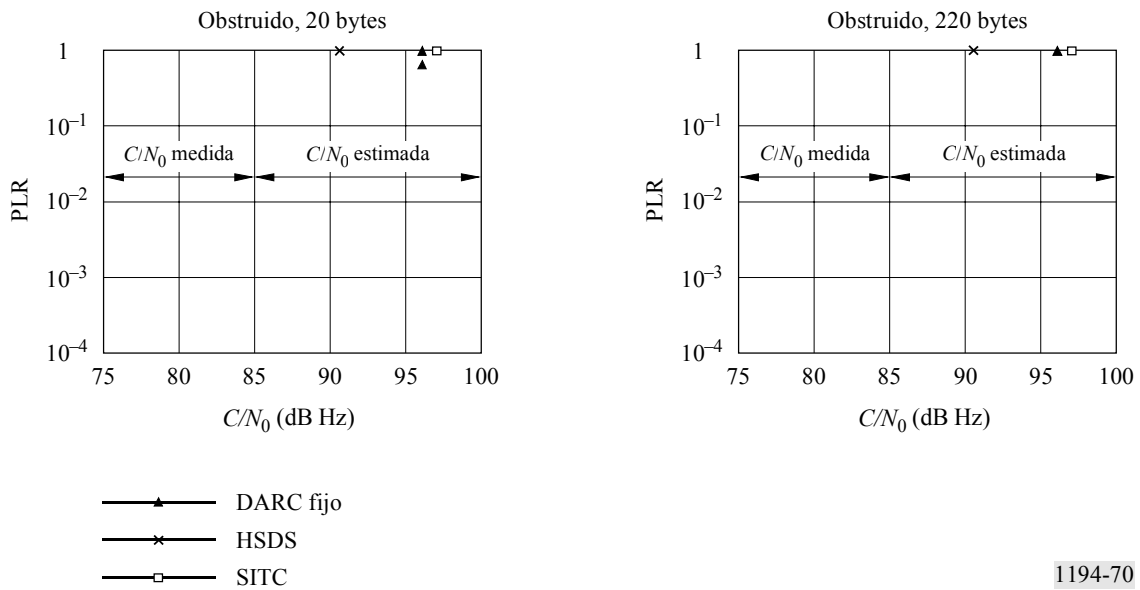 Obstruido, 20 bytes
PLR
1
10–1
10–2
10–3
10–4
C/N0 medida
C/N0 estimada
75 80 85 90 95 100
C/N0 (dB Hz)
Obstruido, 220 bytes
PLR
1
10–1
10–2
10–3
10–4
C/N0 medida
C/N0 estimada
75 80 85 90 95 100
C/N0 (dB Hz)
DARC fijo
HSDS
SITC
1194-70